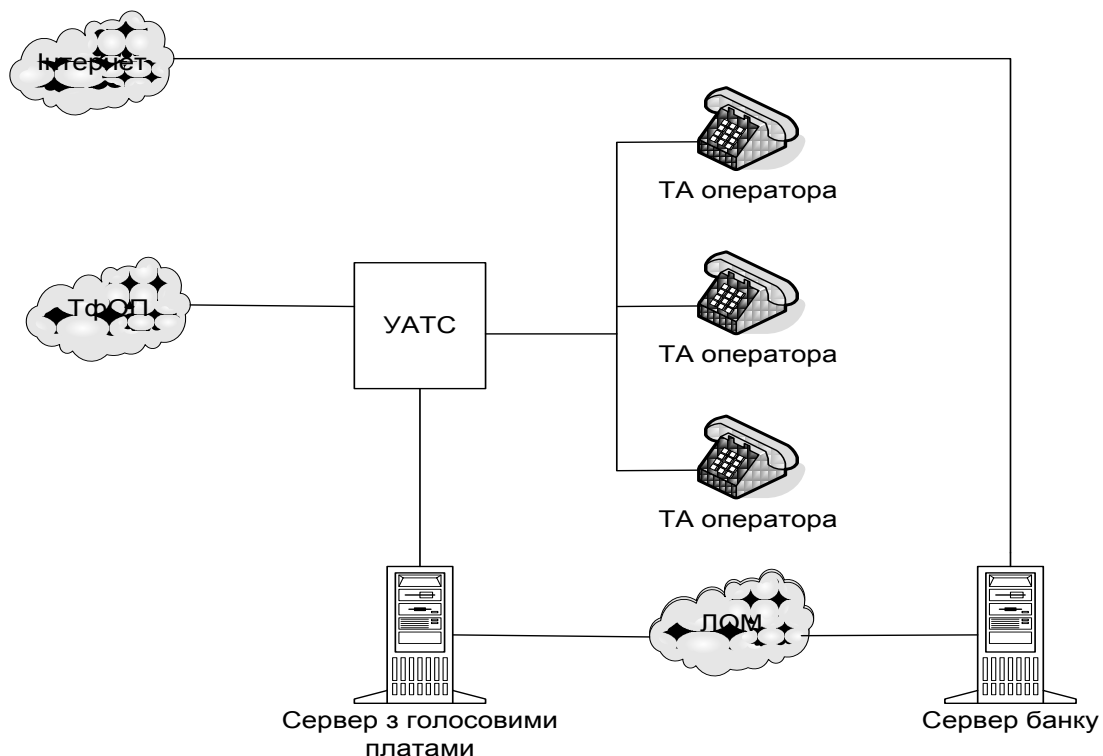 Інтернет
ТА оператора
ТфОП
УАТС
ТА оператора
ТА оператора
ЛОМ
Сервер з голосовими
платами
Сервер банку